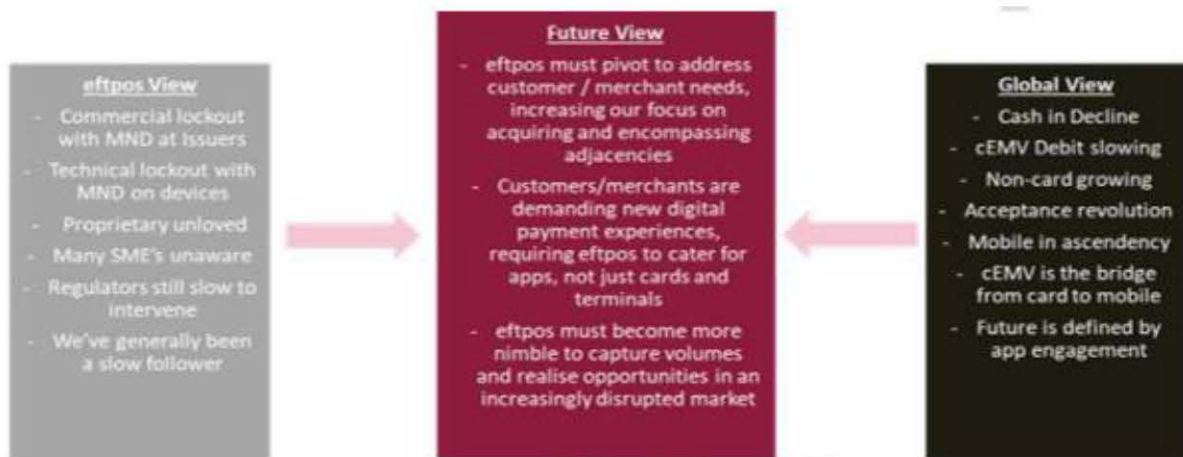 eftpos View
- Commercial lockout
with MND at Issuers
- Technical lockout with
MND on devices
- Proprietary unloved
- Many SME's unaware
- Regulators still slow to
intervene
- We've generally been
a slow follower
Future View
- eftpos must pivot to address
customer / merchant needs,
increasing our focus on
acquiring and encompassing
adjacencies
- Customers/merchants are
demanding new digital
payment experiences,
requiring eftpos to cater for
apps, not just cards and
terminals
- eftpos must become more
nimble to capture volumes
and realise opportunities in an
increasingly disrupted market
Global View
- Cash in Decline
- cEMV Debit slowing
- Non-card growing
- Acceptance revolution
- Mobile in ascendency
- cEMV is the bridge
from card to mobile
- Future is defined by
app engagement